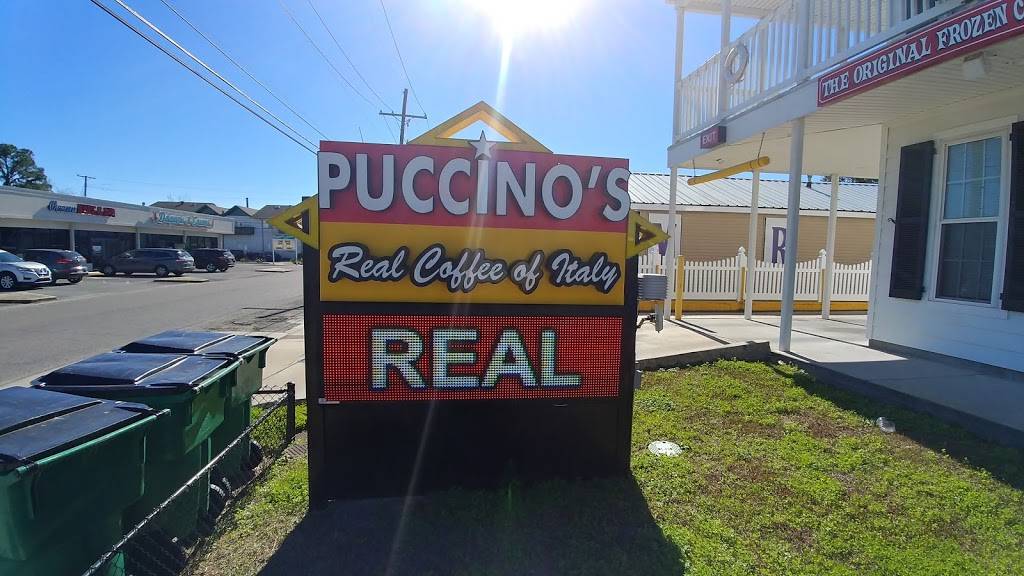 PUCCINO'S
Real Coffee of Italy
REAL
THE ORIGINAL FROZEN C
EXIT
R